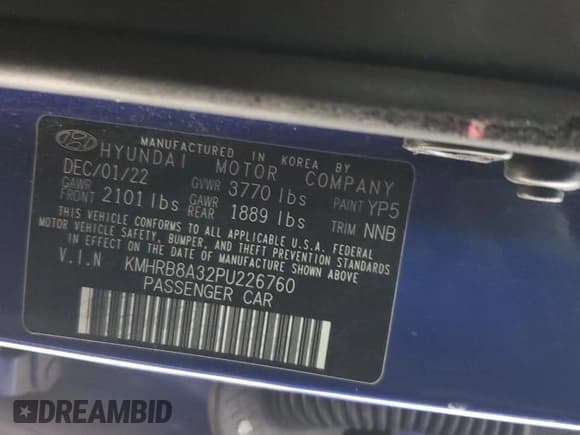 MANUFACTURED IN KOREA BY
HYUNDAI MOTOR COMPANY
DEC/01/22 GVWR 3770 lbs PAINT YP5
GAWR FRONT 2101 lbs GAWR REAR 1889 lbs TRIM NNB
THIS VEHICLE CONFORMS TO ALL APPLICABLE U.S.A. FEDERAL
MOTOR VEHICLE SAFETY, BUMPER, AND THEFT PREVENTION STANDARDS
IN EFFECT ON THE DATE OF MANUFACTURE SHOWN ABOVE.
V.I.N KMHRB8A32PU226760
PASSENGER CAR
DREAMBID